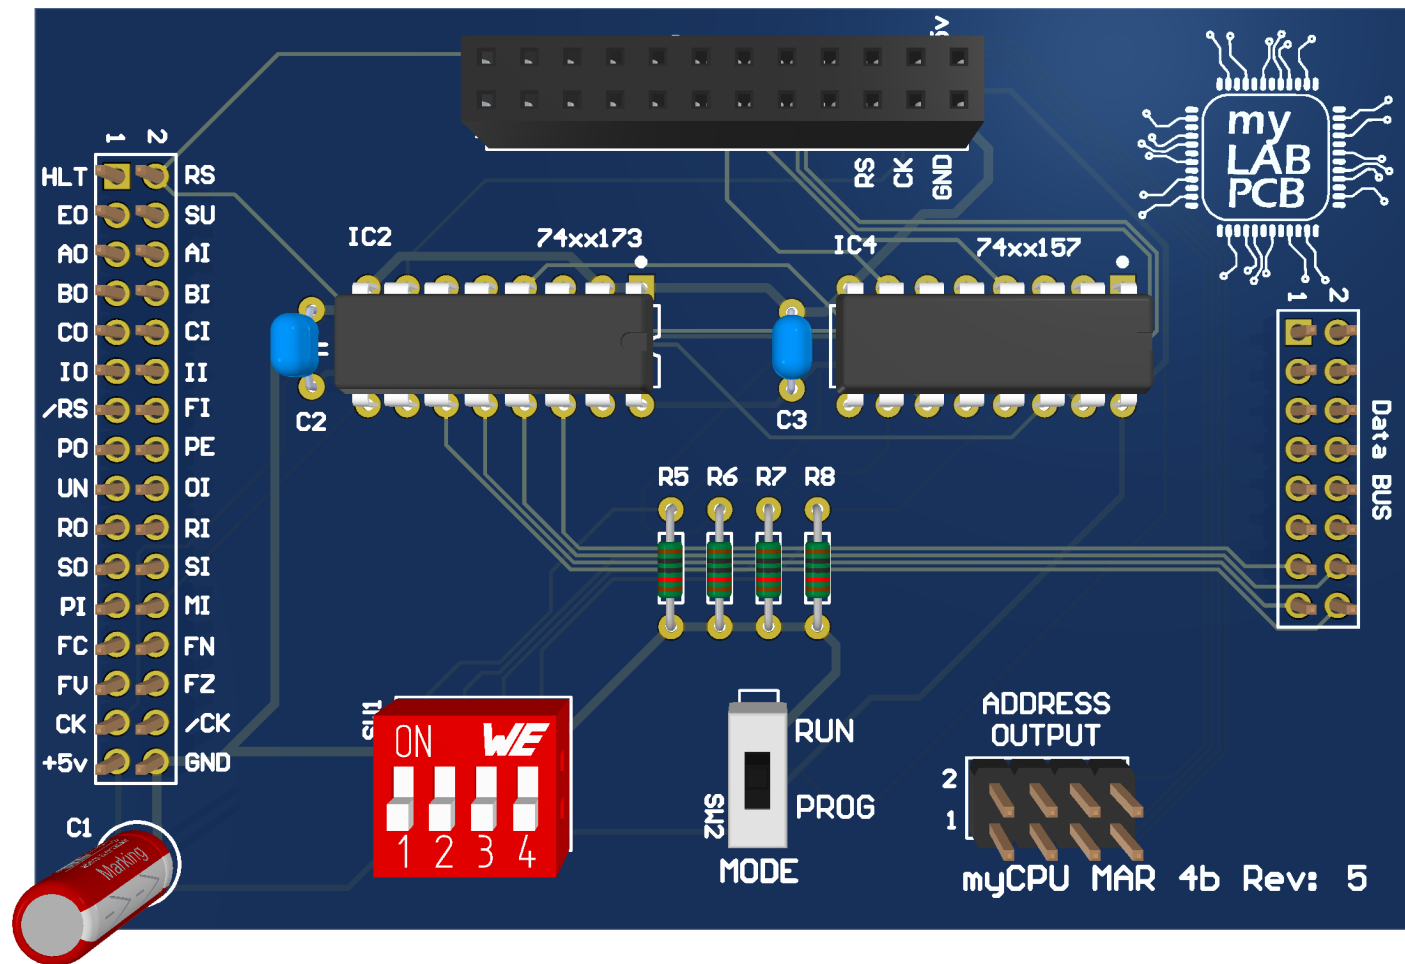 5v
my
LAB
PCB
RS CK GND
1 2
HLT RS
EO SU
AO AI
BO BI
CO CI
IO II
/RS FI
PO PE
UN OI
RO RI
SO SI
PI MI
FC FN
FV FZ
CK /CK
+5v GND
IC2 74xx173
IC4 74xx157
C2
C3
1 2
Data BUS
R5 R6 R7 R8
C1
Marking
SW1
ON WE
1 2 3 4
RUN
PROG
SW2
MODE
ADDRESS
OUTPUT
2
1
myCPU MAR 4b Rev: 5